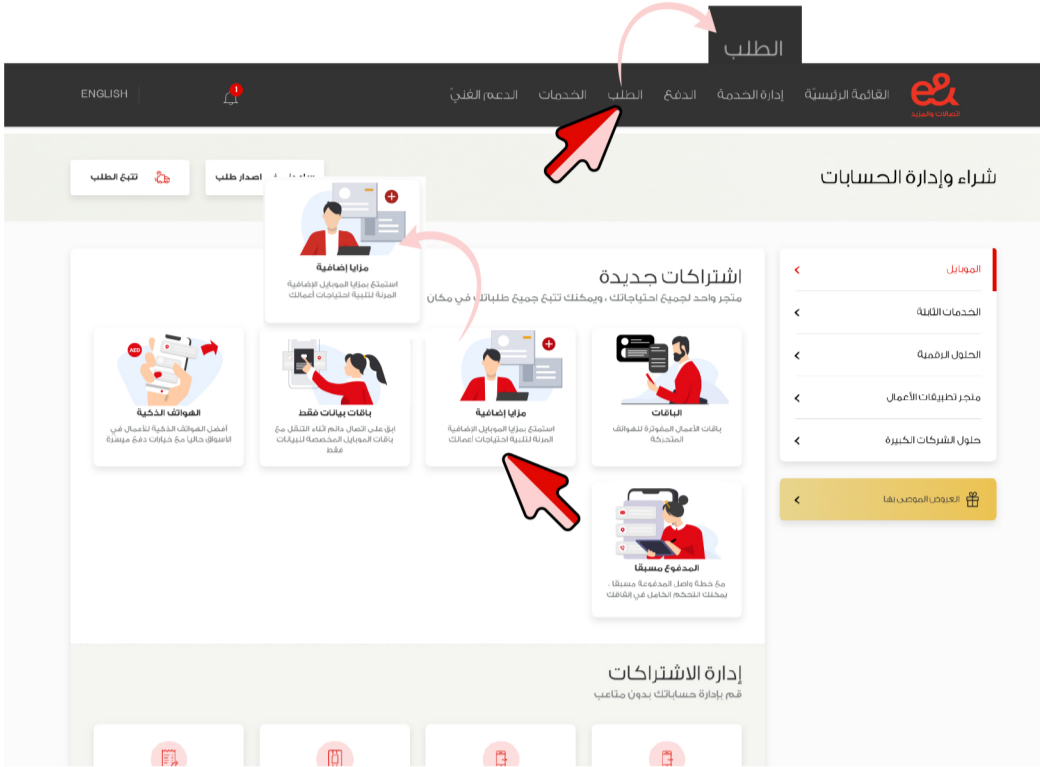 الطلب
اتصالات والمزيد
القائمة الرئيسيّة
إدارة الخدمة
الدفع
الطلب
الخدمات
الدعم الفنيّ
1
ENGLISH
شراء وإدارة الحسابات
اصدار طلب
تتبع الطلب
الموبايل
الخدمات الثابتة
الحلول الرقمية
متجر تطبيقات الأعمال
حلول الشركات الكبيرة
العروض الموصى بها
مزايا إضافية
استمتع بمزايا الموبايل الإضافية
المرنة لتلبية احتياجات أعمالك
اشتراكات جديدة
متجر واحد لجميع احتياجاتك ، ويمكنك تتبع جميع طلباتك في مكان
الباقات
باقات الأعمال المفوترة للهواتف
المتحركة
مزايا إضافية
استمتع بمزايا الموبايل الإضافية
المرنة لتلبية احتياجات أعمالك
باقات بيانات فقط
ابق على اتصال دائم اثناء التنقل مع
باقات الموبايل المخصصة للبيانات
فقط
AED
الهواتف الذكية
أفضل الهواتف الذكية للأعمال في
الأسواق حاليا مع خيارات دفع ميسرة
المدفوع مسبقا
مع خطة واصل المدفوعة مسبقا ،
يمكنك التحكم الكامل في إنفاقك
إدارة الاشتراكات
قم بإدارة حساباتك بدون متاعب